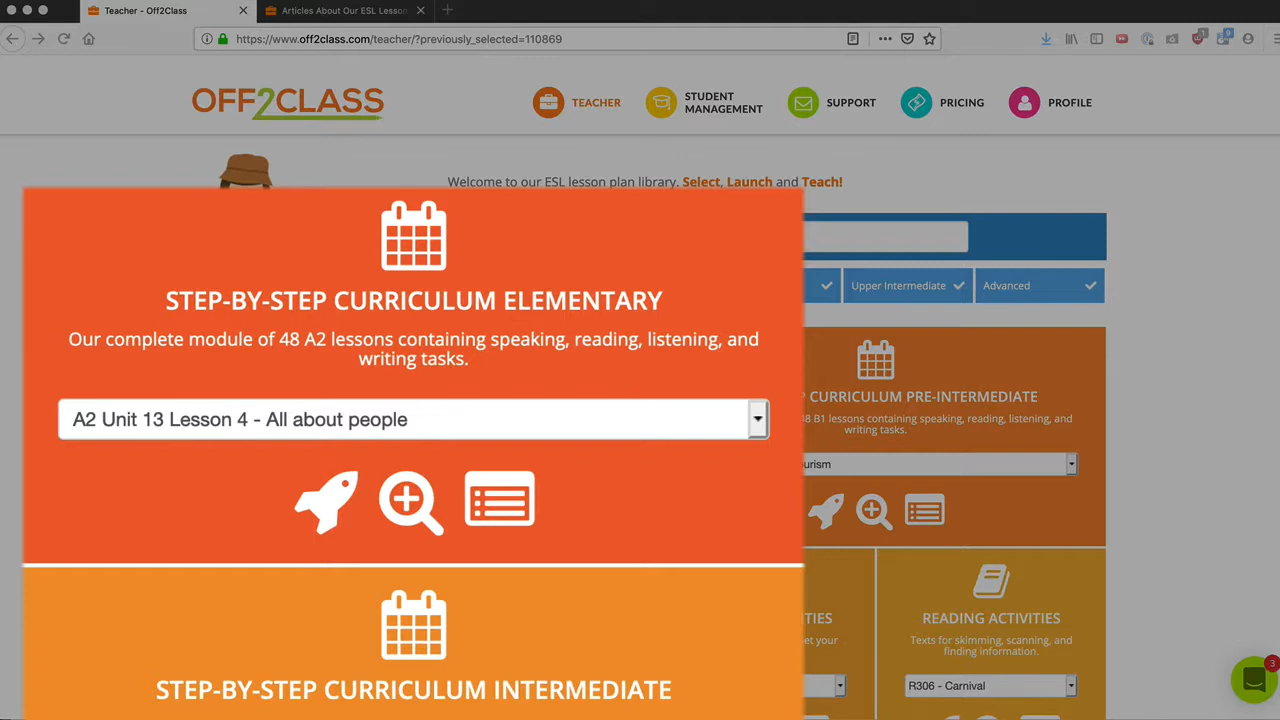 Teacher - Off2Class
Articles About Our ESL Lesson
https://www.off2class.com/teacher/?previously_selected=110869
1
8
OFF2CLASS
TEACHER
STUDENT
MANAGEMENT
SUPPORT
PRICING
PROFILE
Welcome to our ESL lesson plan library. Select, Launch and Teach!
Upper Intermediate
Advanced
STEP-BY-STEP CURRICULUM ELEMENTARY
Our complete module of 48 A2 lessons containing speaking, reading, listening, and
writing tasks.
A2 Unit 13 Lesson 4 - All about people
CURRICULUM PRE-INTERMEDIATE
48 B1 lessons containing speaking, reading, listening, and
writing tasks.
urism
STEP-BY-STEP CURRICULUM INTERMEDIATE
TIES
et your
READING ACTIVITIES
Texts for skimming, scanning, and
finding information.
R306 - Carnival
3